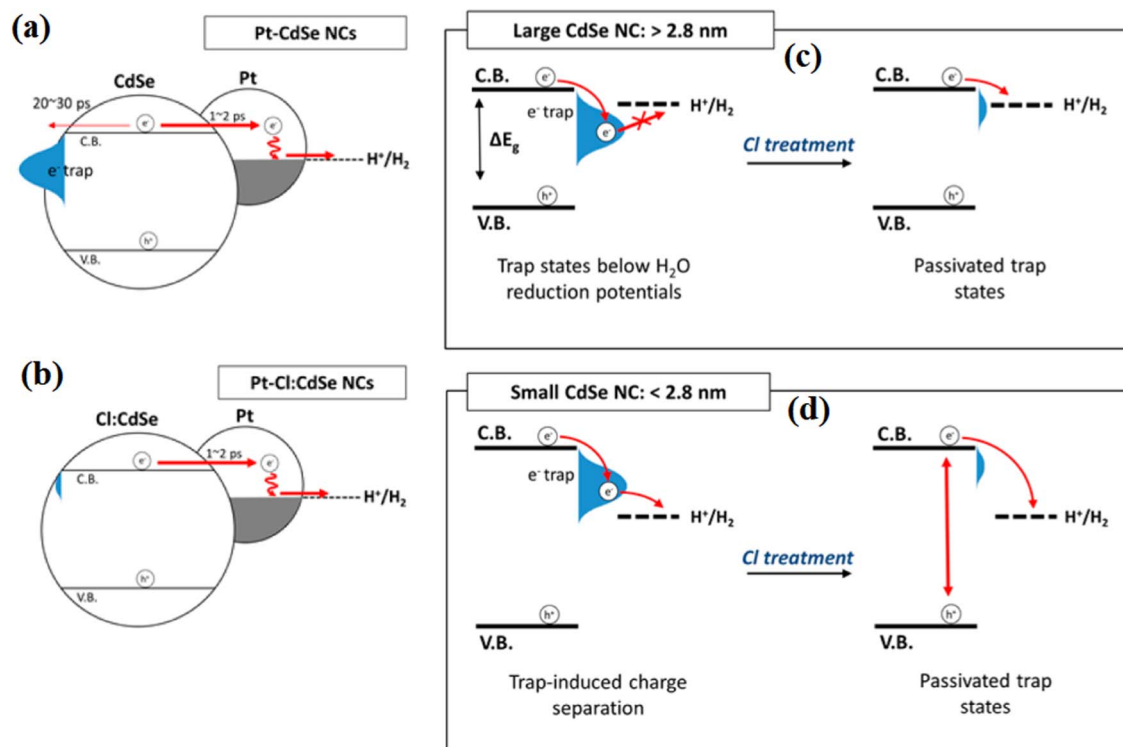 (a)
Pt-CdSe NCs
CdSe
Pt
20~30 ps
1~2 ps
e-
e-
C.B.
e- trap
H+/H2
h+
V.B.
(b)
Pt-Cl:CdSe NCs
Cl:CdSe
Pt
1~2 ps
e-
e-
C.B.
H+/H2
h+
V.B.
Large CdSe NC: > 2.8 nm
(c)
C.B.
e-
e- trap
H+/H2
e-
ΔEg
h+
V.B.
Trap states below H2O
reduction potentials
Cl treatment
C.B.
e-
H+/H2
h+
V.B.
Passivated trap
states
Small CdSe NC: < 2.8 nm
(d)
C.B.
e-
e- trap
e-
H+/H2
h+
V.B.
Trap-induced charge
separation
Cl treatment
C.B.
e-
H+/H2
h+
V.B.
Passivated trap
states